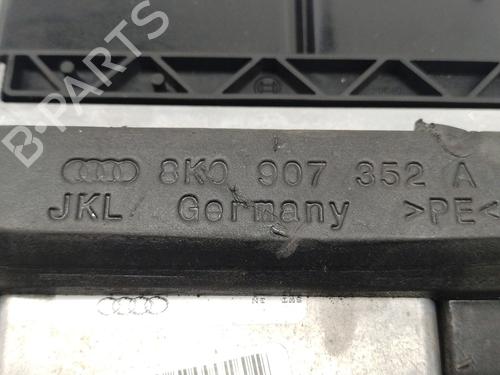 B-PARTS
8K0 907 352 A
JKL Germany >PE<